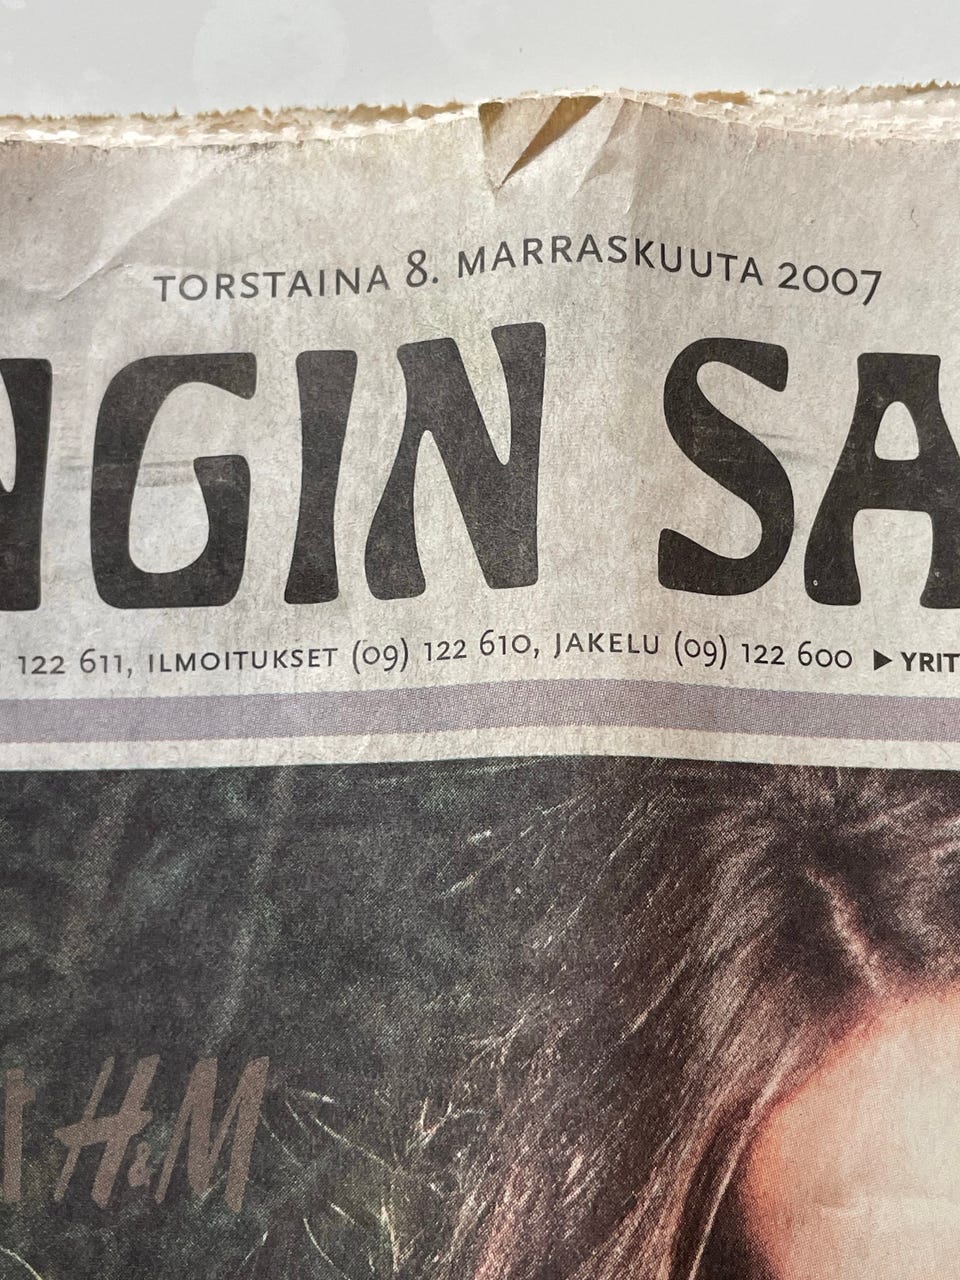 TORSTAINA 8. MARRASKUUTA 2007
NGIN SA
122 611, ILMOITUKSET (09) 122 610, JAKELU (09) 122 600 ▶ YRIT
H&M